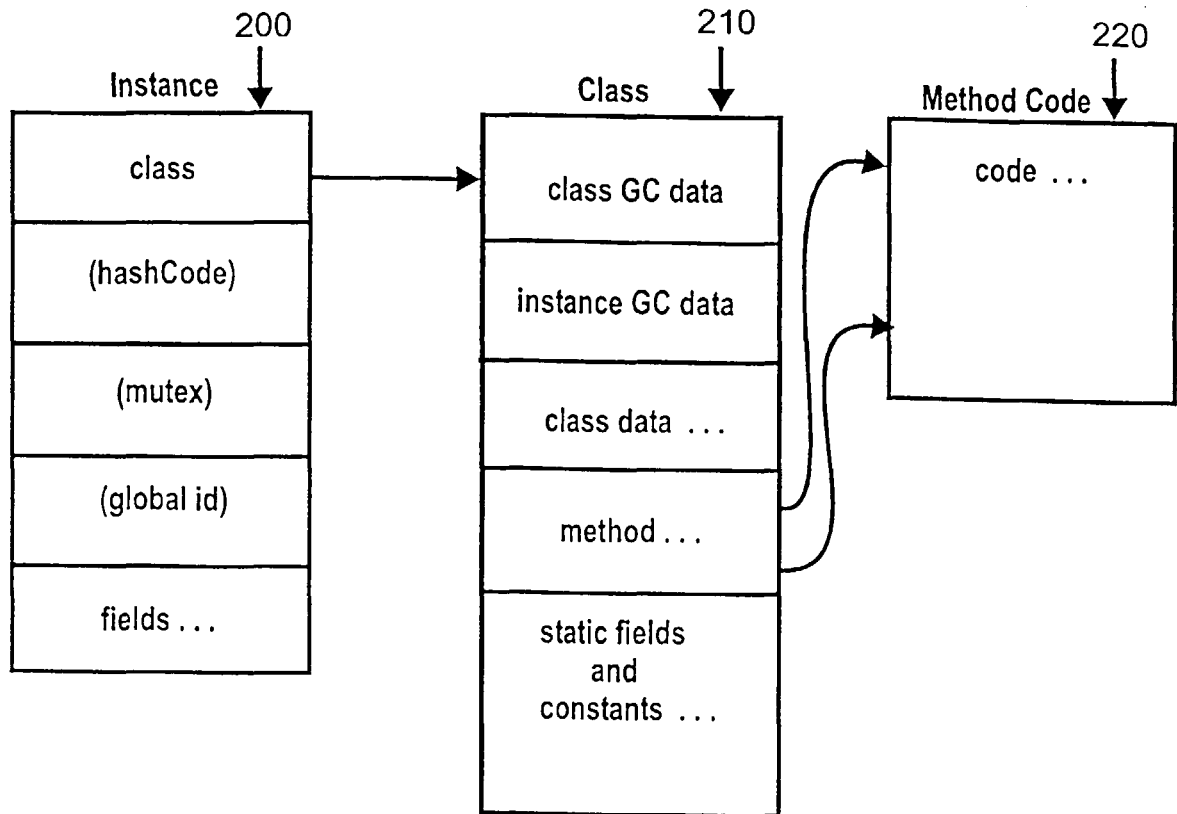 200
Instance
class
(hashCode)
(mutex)
(global id)
fields . . .
210
Class
class GC data
instance GC data
class data . . .
method . . .
static fields
and
constants . . .
220
Method Code
code . . .